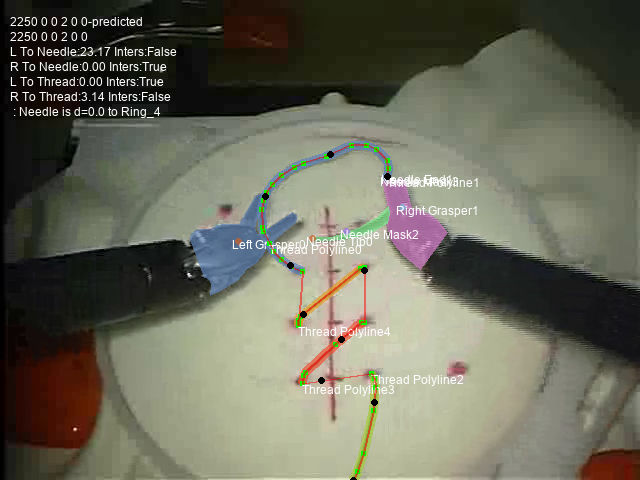 2250 0 0 2 0 0-predicted
2250 0 0 2 0 0
L To Needle:23.17 Inters:False
R To Needle:0.00 Inters:True
L To Thread:0.00 Inters:True
R To Thread:3.14 Inters:False
: Needle is d=0.0 to Ring_4
Right Grasper1
Needle Mask2
Left Grasper0
Needle Tip0
Thread Polyline0
Thread Polyline4
Thread Polyline2
Thread Polyline3